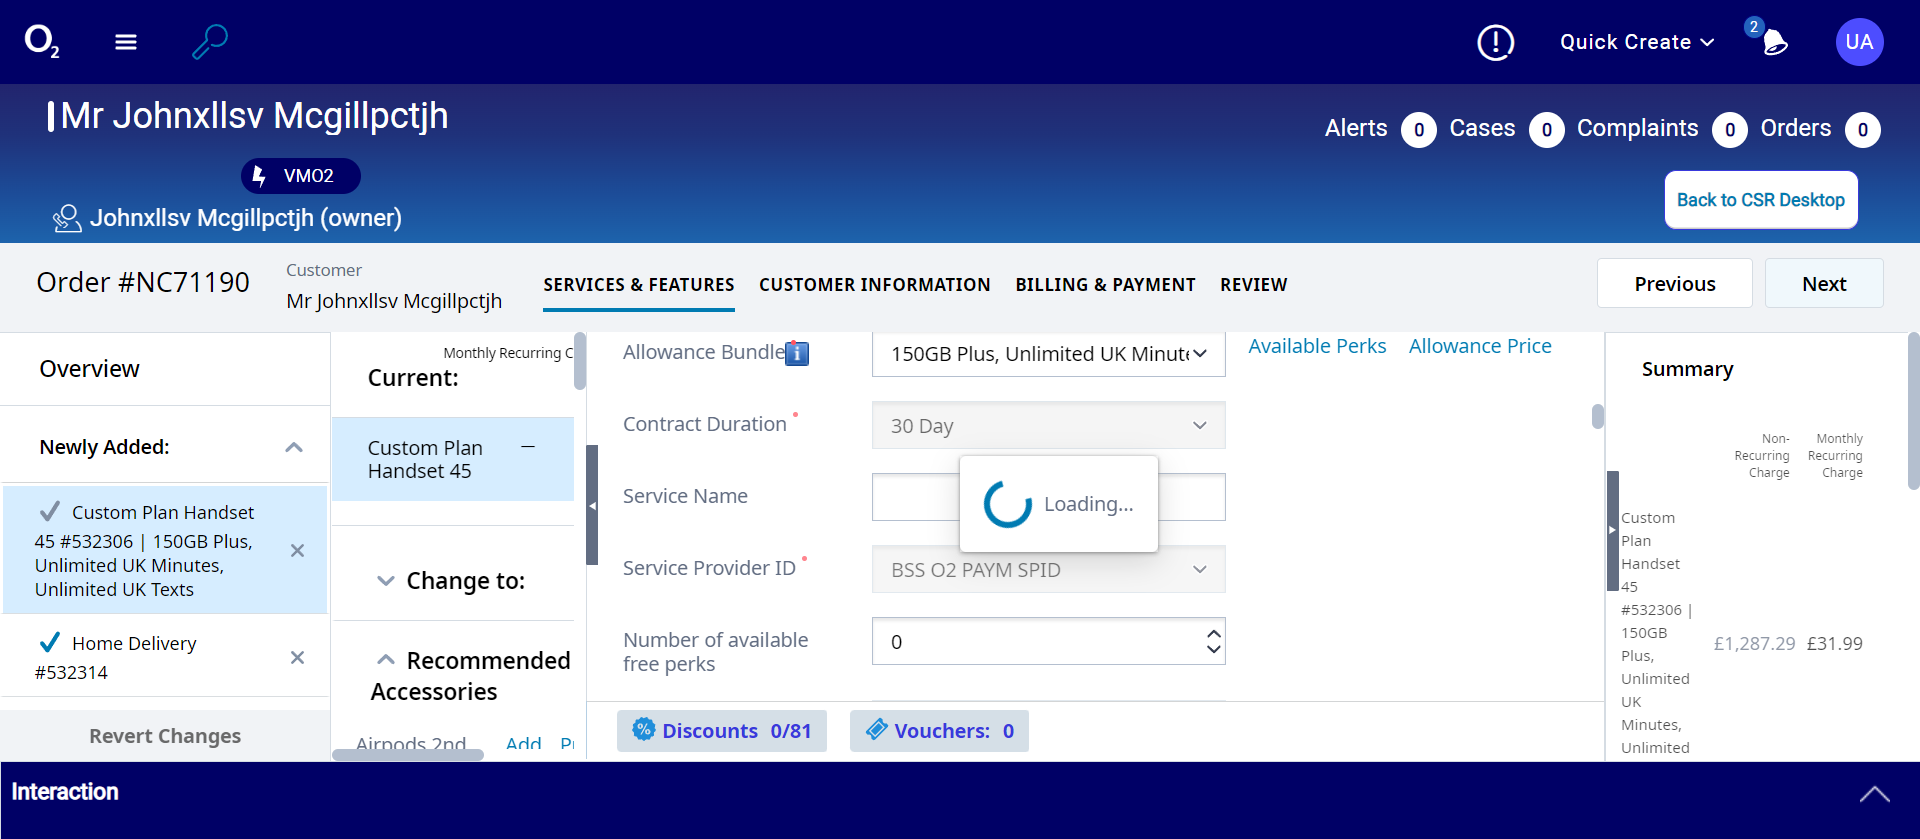 O2
Quick Create
2
UA
Mr Johnxllsv Mcgillpctjh
Alerts 0 Cases 0 Complaints 0 Orders 0
VMO2
Johnxllsv Mcgillpctjh (owner)
Back to CSR Desktop
Order #NC71190
Customer
Mr Johnxllsv Mcgillpctjh
SERVICES & FEATURES
CUSTOMER INFORMATION
BILLING & PAYMENT
REVIEW
Previous
Next
Overview
Newly Added:
Custom Plan Handset
45 #532306 | 150GB Plus,
Unlimited UK Minutes,
Unlimited UK Texts
Home Delivery
#532314
Revert Changes
Monthly Recurring C
Current:
Custom Plan
Handset 45
Change to:
Recommended
Accessories
Airpods 2nd
Add
Allowance Bundle
150GB Plus, Unlimited UK Minute
Available Perks
Allowance Price
Contract Duration *
30 Day
Service Name
Loading...
Service Provider ID *
BSS O2 PAYM SPID
Number of available
free perks
0
Discounts 0/81
Vouchers: 0
Summary
Non-
Recurring
Charge
Monthly
Recurring
Charge
Custom
Plan
Handset
45
#532306 |
150GB
Plus,
Unlimited
UK
Minutes,
Unlimited
£1,287.29 £31.99
Interaction